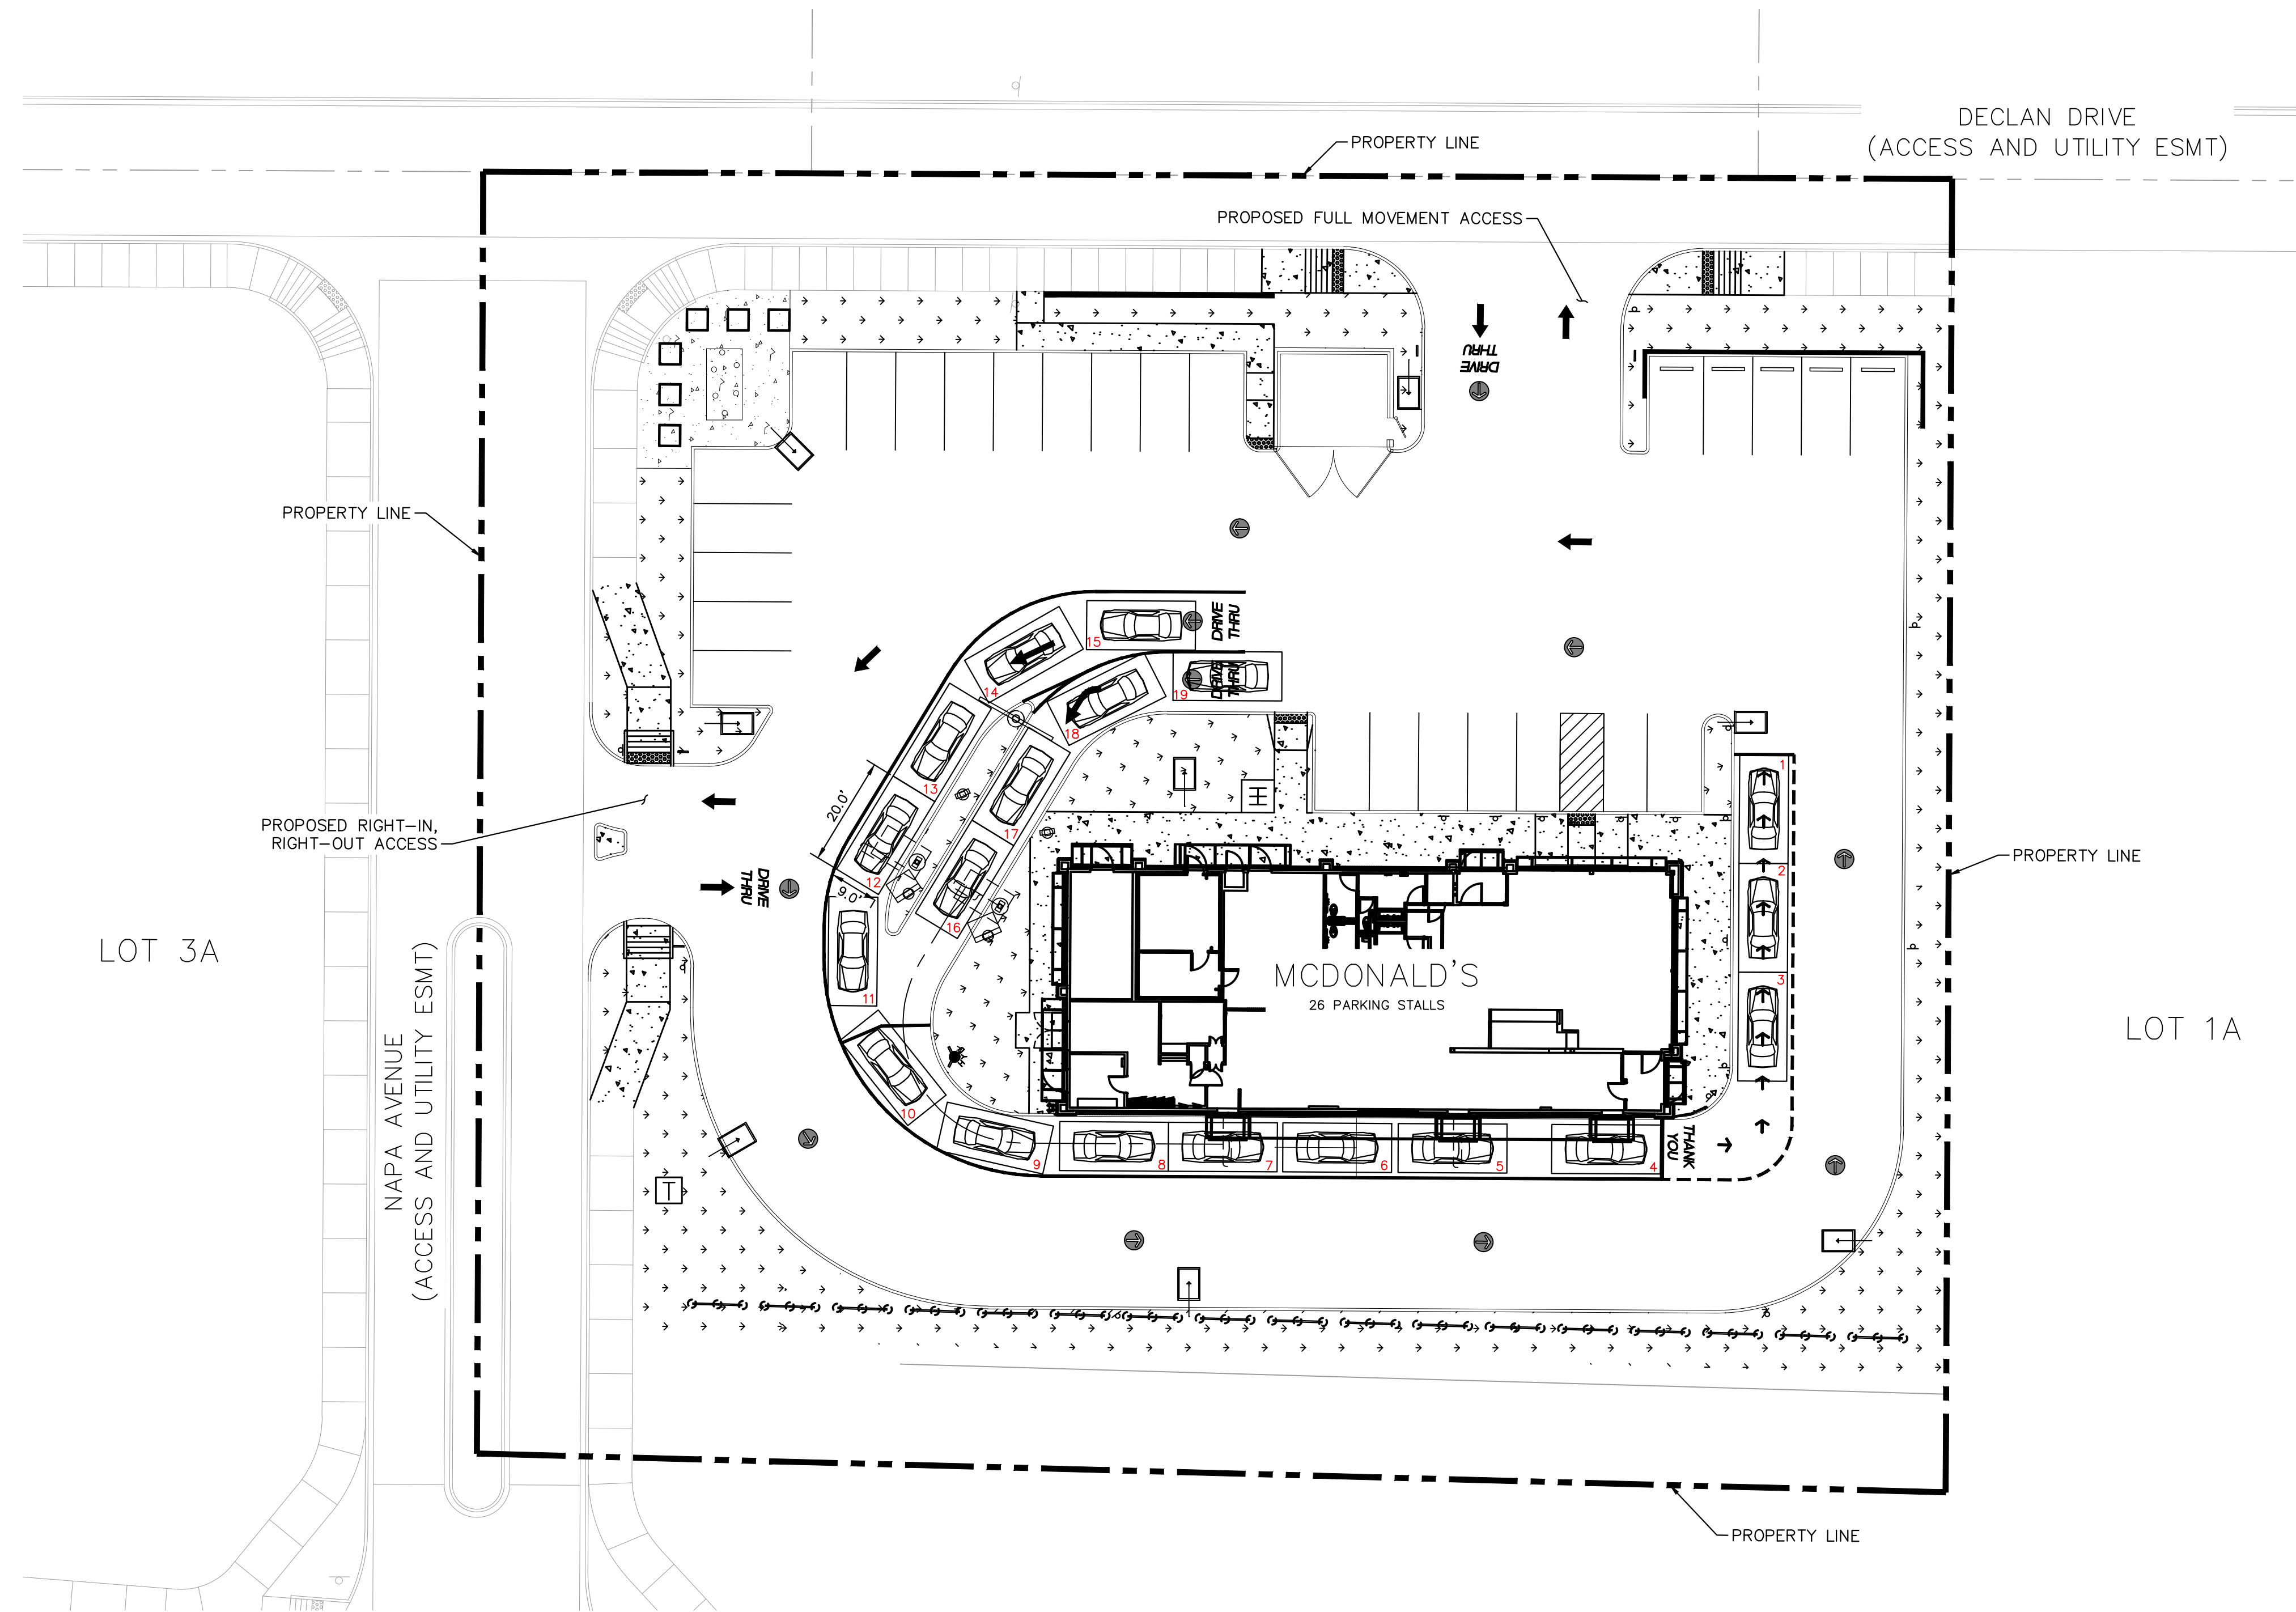 DECLAN DRIVE
(ACCESS AND UTILITY ESMT)
PROPERTY LINE
PROPOSED FULL MOVEMENT ACCESS
DRIVE
THRU
PROPERTY LINE
15
DRIVE
THRU
14
19
DRIVE
THRU
18
13
20.0'
17
1
PROPOSED RIGHT-IN,
RIGHT-OUT ACCESS
PROPERTY LINE
12
9.0'
16
2
DRIVE
THRU
LOT 3A
11
MCDONALD'S
26 PARKING STALLS
3
LOT 1A
NAPA AVENUE
(ACCESS AND UTILITY ESMT)
10
9
8
7
6
5
4
THANK
YOU
T
H
PROPERTY LINE